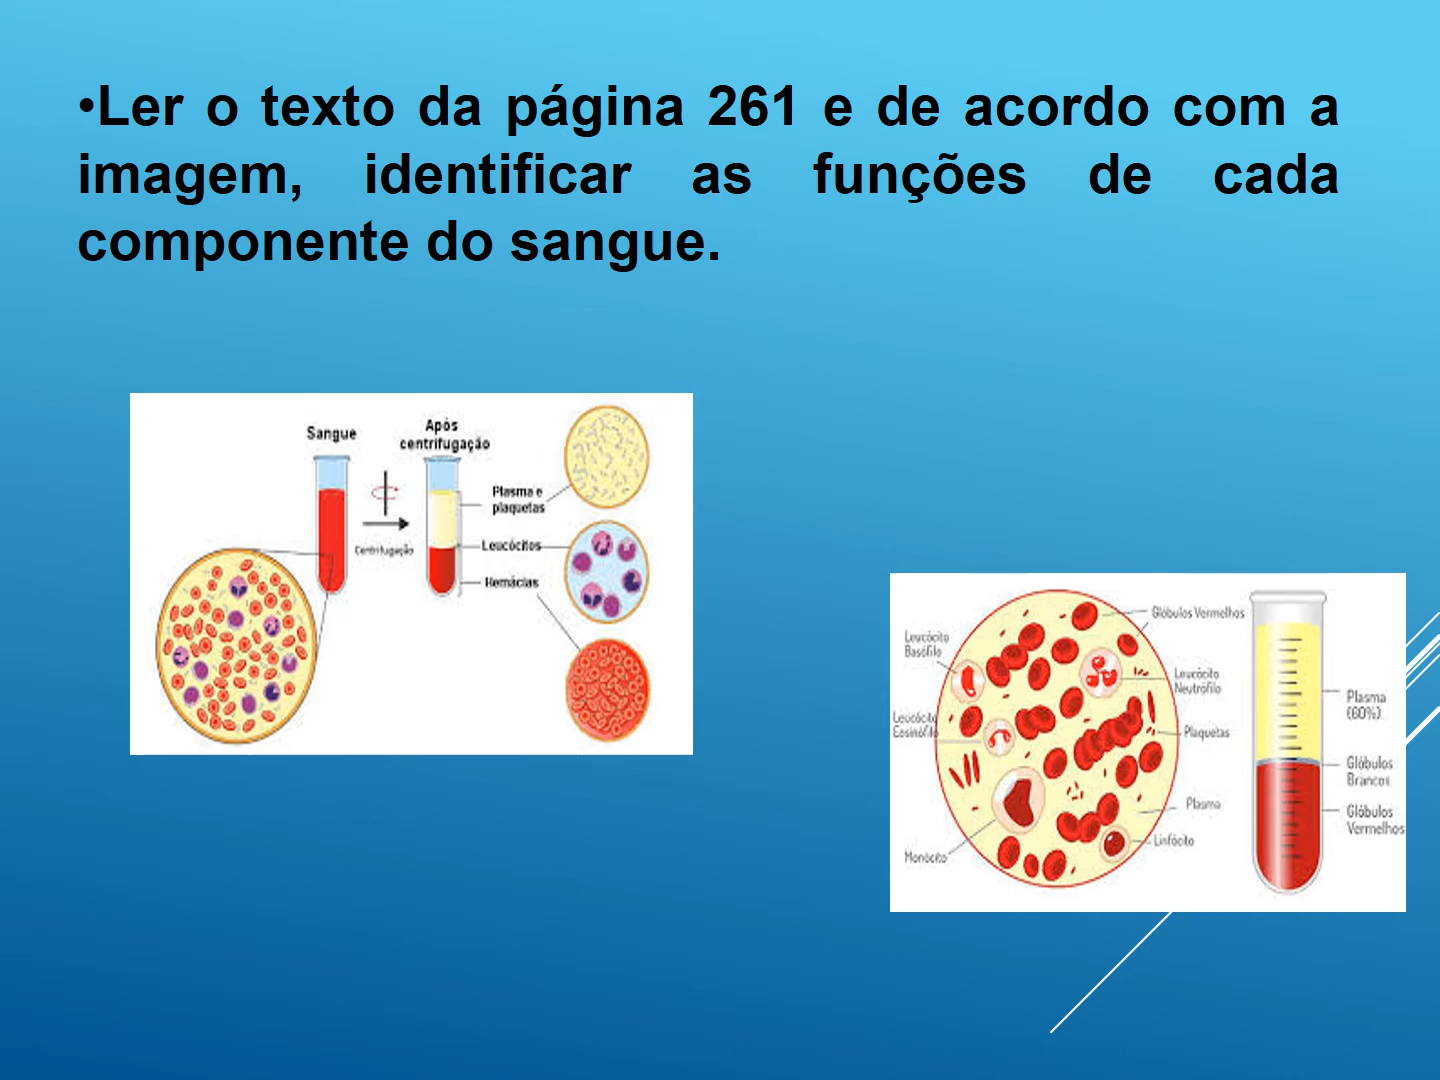 •Ler o texto da página 261 e de acordo com a
imagem, identificar as funções de cada
componente do sangue.
Sangue
Após
centrifugação
Centrifugação
Plasma e
plaquetas
Leucócitos
Hemácias
Glóbulos Vermelhos
Leucócito
Basófilo
Leucócito
Neutrófilo
Leucócito
Eosinófilo
Plaquetas
Plasma
Linfócito
Monócito
Plasma
(60%)
Glóbulos
Brancos
Glóbulos
Vermelhos